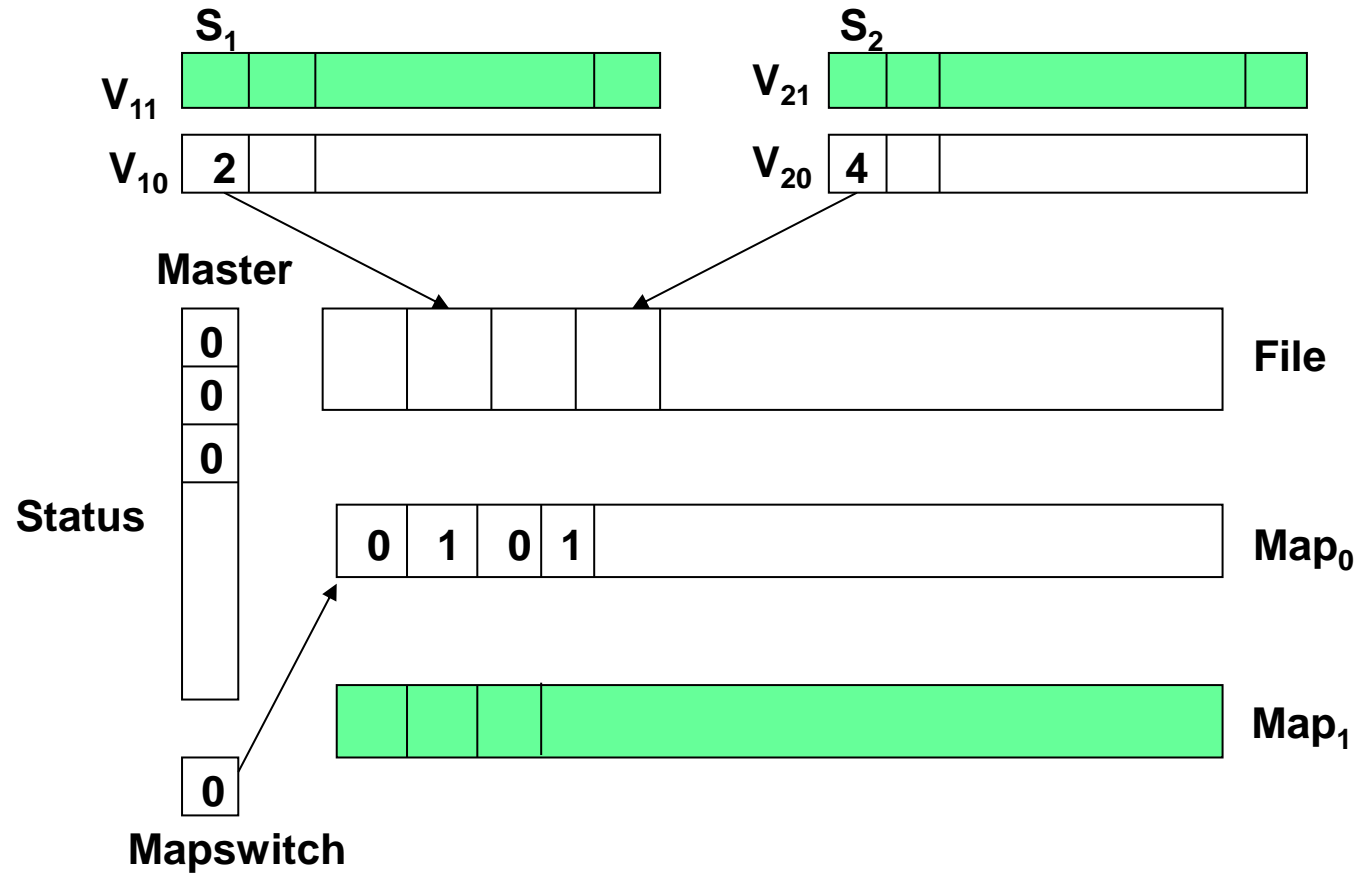 S₁ S₂
V₁₁ V₂₁
V₁₀ 2 V₂₀ 4
Master
0
File
0
0
Status
0 1 0 1 Map₀
Map₁
0
Mapswitch